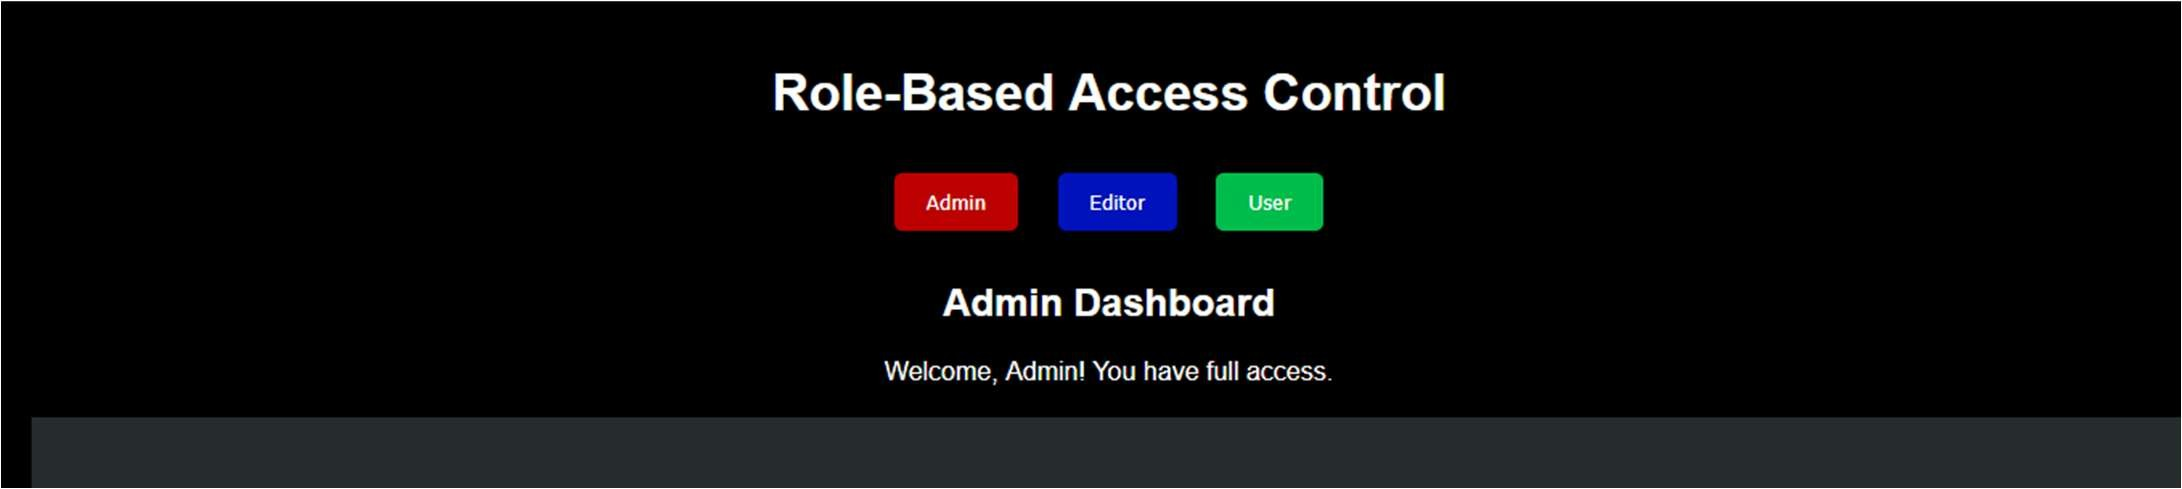 Role-Based Access Control
Admin Editor User
Admin Dashboard
Welcome, Admin! You have full access.